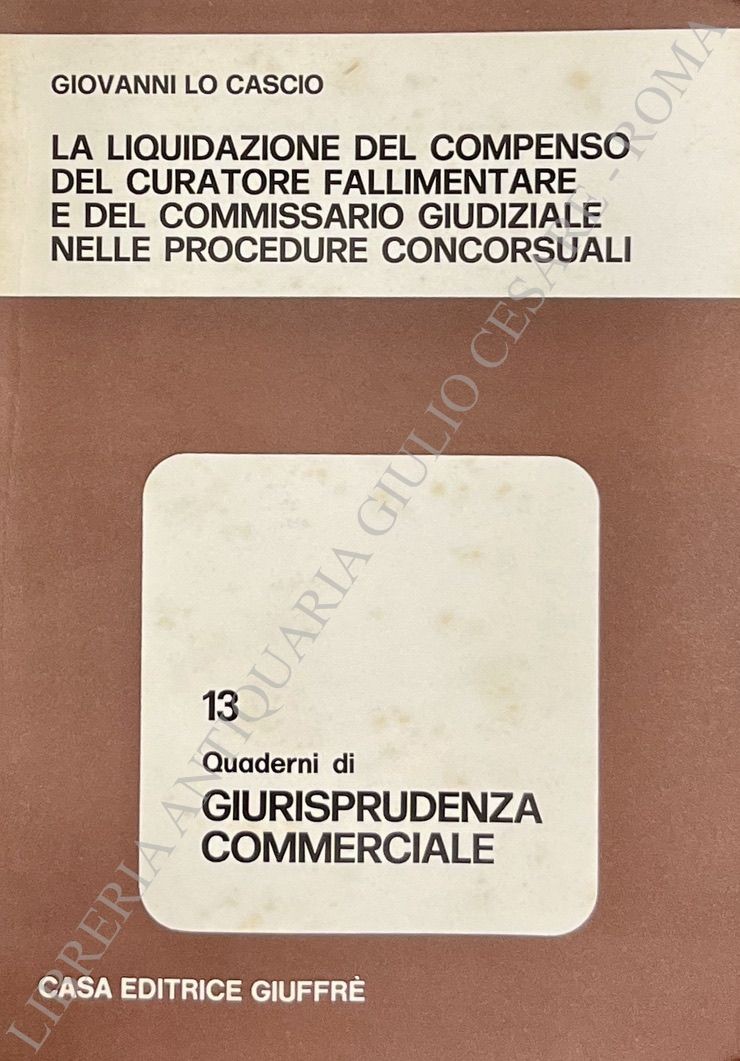 GIOVANNI LO CASCIO
LA LIQUIDAZIONE DEL COMPENSO
DEL CURATORE FALLIMENTARE
E DEL COMMISSARIO GIUDIZIALE
NELLE PROCEDURE CONCORSUALI
13
Quaderni di
GIURISPRUDENZA
COMMERCIALE
CASA EDITRICE GIUFFRÈ
LIBRERIA ANTIQUARIA GIULIO CESARE - ROMA